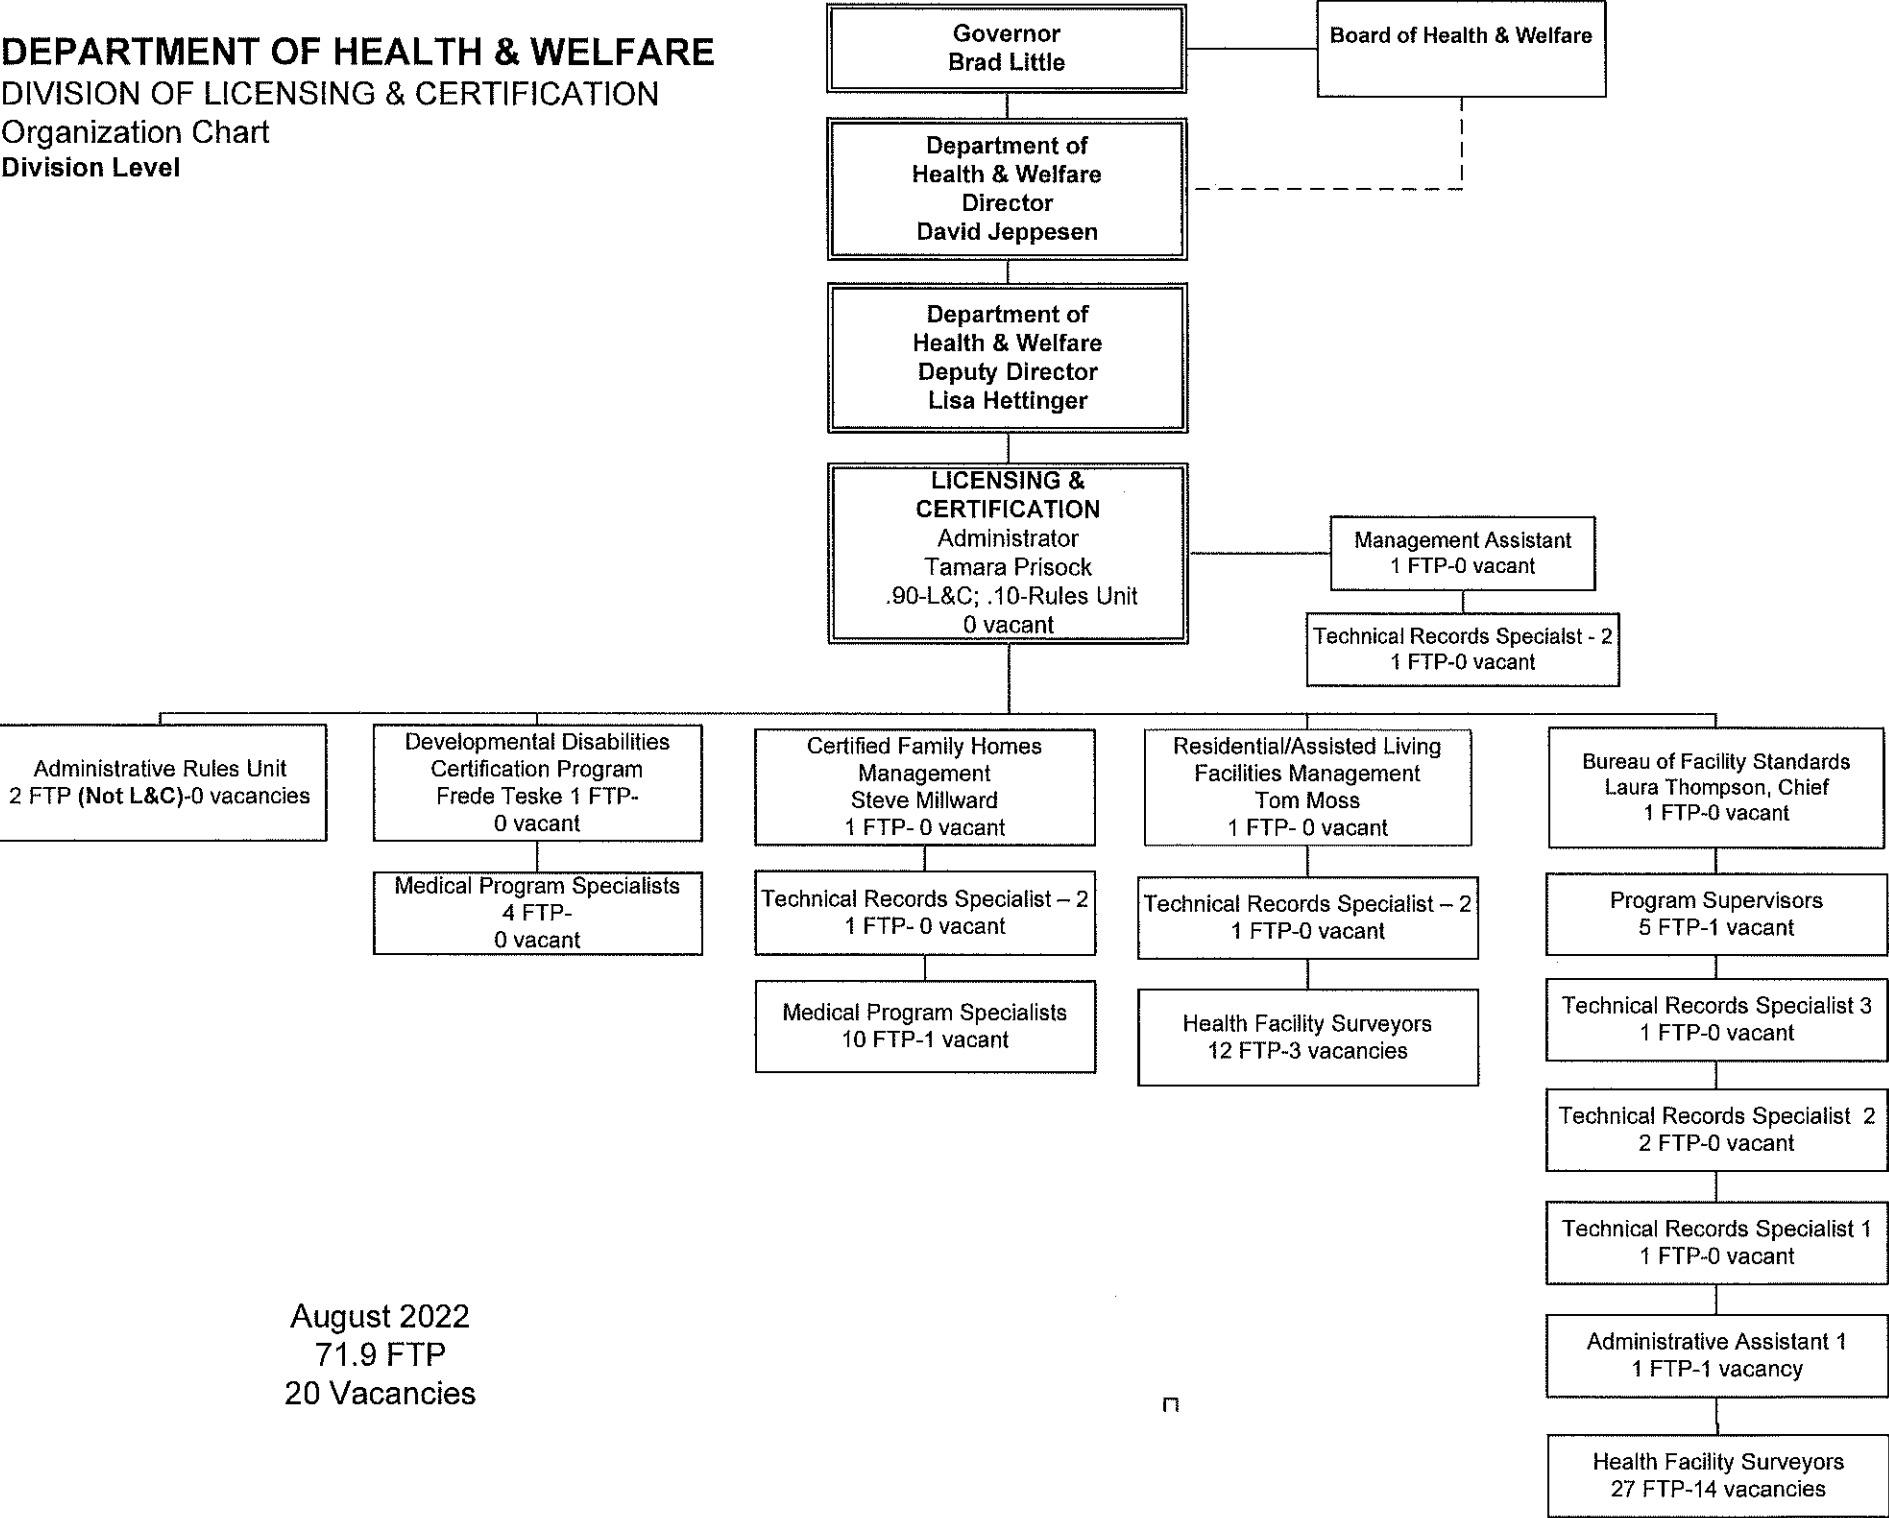 DEPARTMENT OF HEALTH & WELFARE
DIVISION OF LICENSING & CERTIFICATION
Organization Chart
Division Level
Governor
Brad Little
Board of Health & Welfare
Department of
Health & Welfare
Director
David Jeppesen
Department of
Health & Welfare
Deputy Director
Lisa Hettinger
LICENSING &
CERTIFICATION
Administrator
Tamara Prisock
.90-L&C; .10-Rules Unit
0 vacant
Management Assistant
1 FTP-0 vacant
Technical Records Specialst - 2
1 FTP-0 vacant
Administrative Rules Unit
2 FTP (Not L&C)-0 vacancies
Developmental Disabilities
Certification Program
Frede Teske 1 FTP-
0 vacant
Medical Program Specialists
4 FTP-
0 vacant
Certified Family Homes
Management
Steve Millward
1 FTP- 0 vacant
Technical Records Specialist – 2
1 FTP- 0 vacant
Medical Program Specialists
10 FTP-1 vacant
Residential/Assisted Living
Facilities Management
Tom Moss
1 FTP- 0 vacant
Technical Records Specialist – 2
1 FTP-0 vacant
Health Facility Surveyors
12 FTP-3 vacancies
Bureau of Facility Standards
Laura Thompson, Chief
1 FTP-0 vacant
Program Supervisors
5 FTP-1 vacant
Technical Records Specialist 3
1 FTP-0 vacant
Technical Records Specialist  2
2 FTP-0 vacant
Technical Records Specialist 1
1 FTP-0 vacant
Administrative Assistant 1
1 FTP-1 vacancy
Health Facility Surveyors
27 FTP-14 vacancies
August 2022
71.9 FTP
20 Vacancies